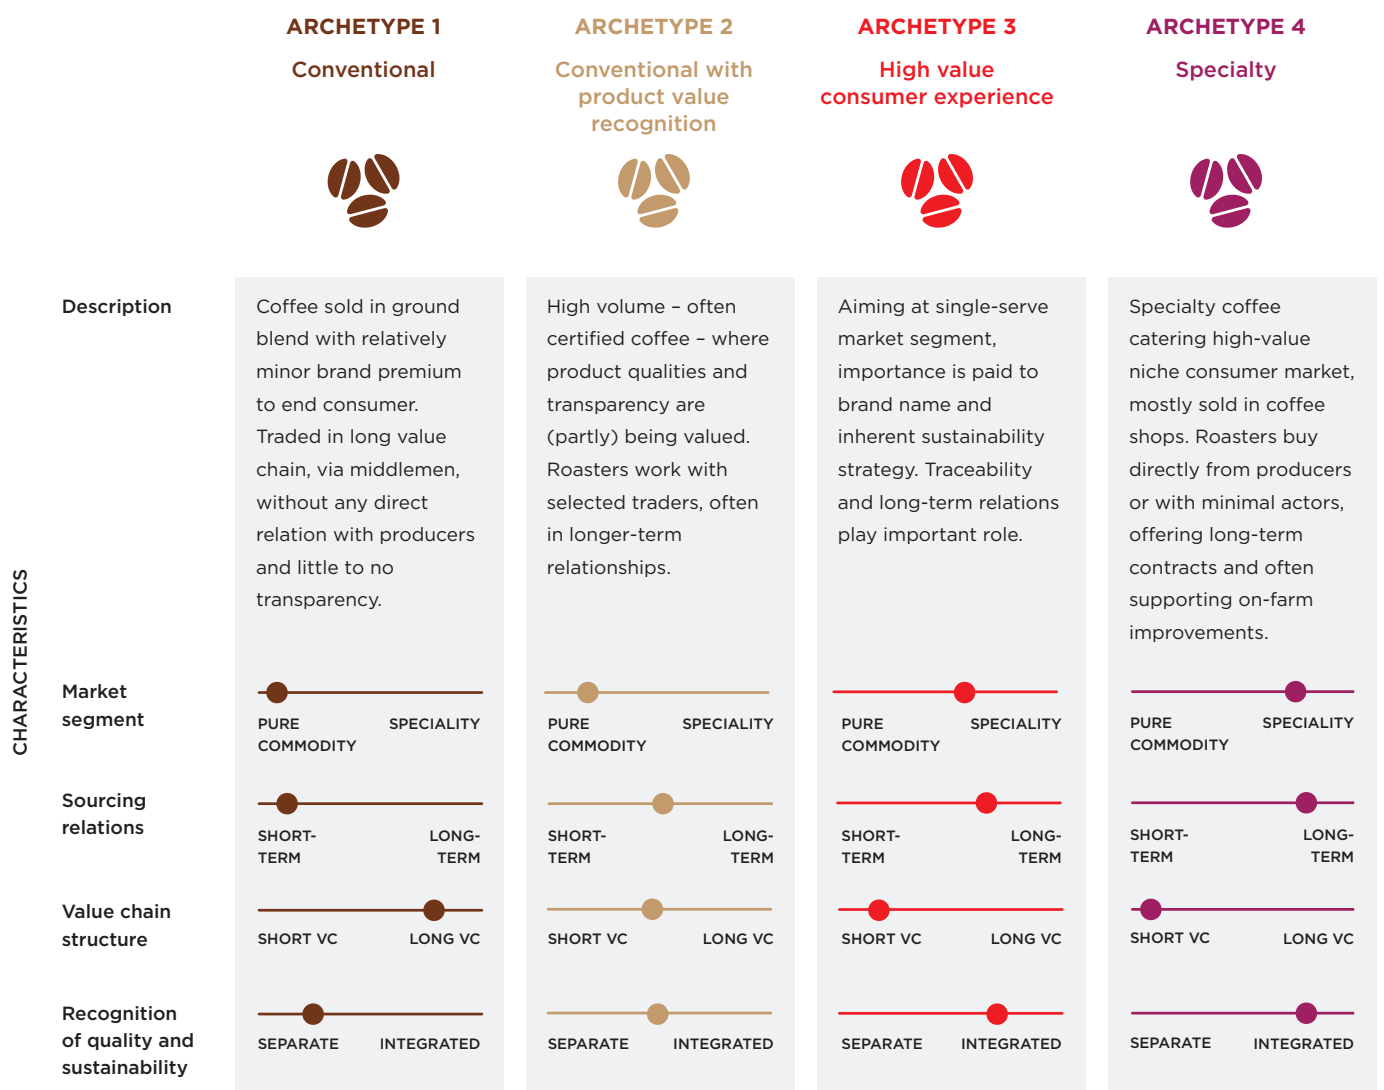 ARCHETYPE 1
Conventional
ARCHETYPE 2
Conventional with
product value
recognition
ARCHETYPE 3
High value
consumer experience
ARCHETYPE 4
Specialty
CHARACTERISTICS
Description
Coffee sold in ground
blend with relatively
minor brand premium
to end consumer.
Traded in long value
chain, via middlemen,
without any direct
relation with producers
and little to no
transparency.
High volume – often
certified coffee – where
product qualities and
transparency are
(partly) being valued.
Roasters work with
selected traders, often
in longer-term
relationships.
Aiming at single-serve
market segment,
importance is paid to
brand name and
inherent sustainability
strategy. Traceability
and long-term relations
play important role.
Specialty coffee
catering high-value
niche consumer market,
mostly sold in coffee
shops. Roasters buy
directly from producers
or with minimal actors,
offering long-term
contracts and often
supporting on-farm
improvements.
Market
segment
PURE
COMMODITY
SPECIALITY
PURE
COMMODITY
SPECIALITY
PURE
COMMODITY
SPECIALITY
PURE
COMMODITY
SPECIALITY
Sourcing
relations
SHORT-
TERM
LONG-
TERM
SHORT-
TERM
LONG-
TERM
SHORT-
TERM
LONG-
TERM
SHORT-
TERM
LONG-
TERM
Value chain
structure
SHORT VC
LONG VC
SHORT VC
LONG VC
SHORT VC
LONG VC
SHORT VC
LONG VC
Recognition
of quality and
sustainability
SEPARATE
INTEGRATED
SEPARATE
INTEGRATED
SEPARATE
INTEGRATED
SEPARATE
INTEGRATED